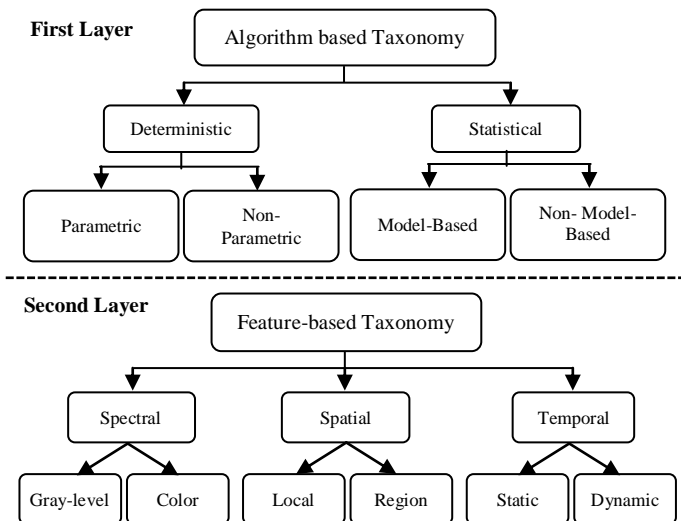 First Layer
Algorithm based Taxonomy
Deterministic
Statistical
Parametric
Non-
Parametric
Model-Based
Non- Model-
Based
Second Layer
Feature-based Taxonomy
Spectral
Spatial
Temporal
Gray-level
Color
Local
Region
Static
Dynamic